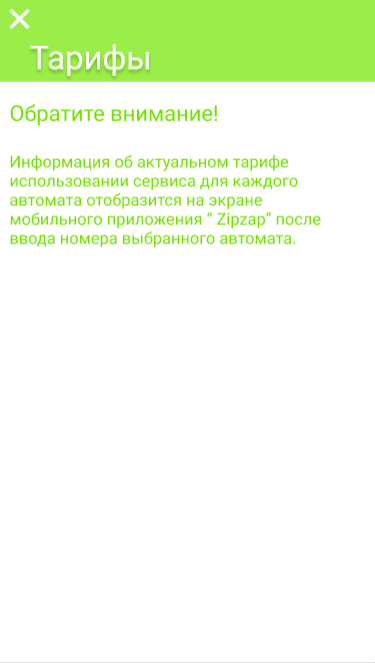 Тарифы
Обратите внимание!
Информация об актуальном тарифе
использовании сервиса для каждого
автомата отобразится на экране
мобильного приложения “ Zipzap” после
ввода номера выбранного автомата.